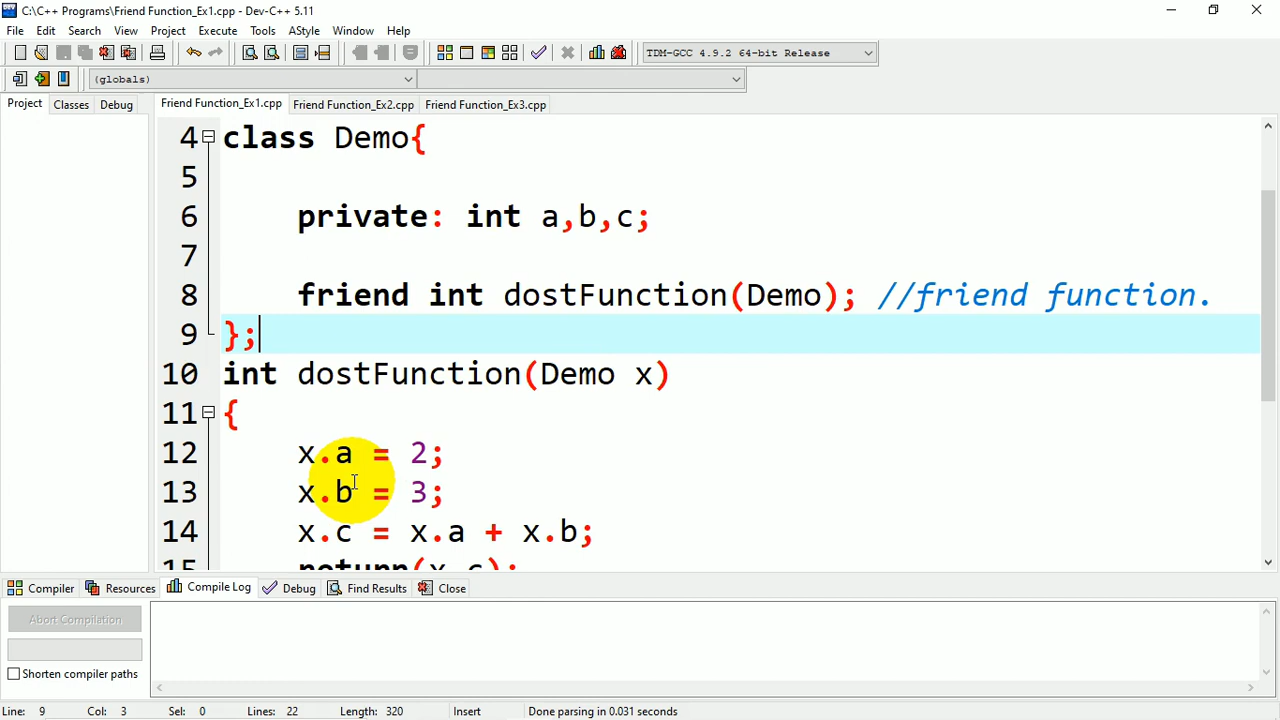 C:\C++ Programs\Friend Function_Ex1.cpp - Dev-C++ 5.11
File Edit Search View Project Execute Tools AStyle Window Help
TDM-GCC 4.9.2 64-bit Release
(globals)
Project Classes Debug Friend Function_Ex1.cpp Friend Function_Ex2.cpp Friend Function_Ex3.cpp
4 class Demo{
5
6 private: int a,b,c;
7
8 friend int dostFunction(Demo); //friend function.
9 };
10 int dostFunction(Demo x)
11 {
12 x.a = 2;
13 x.b = 3;
14 x.c = x.a + x.b;
15 return(x.c);
Compiler Resources Compile Log Debug Find Results Close
Abort Compilation
Shorten compiler paths
Line: 9 Col: 3 Sel: 0 Lines: 22 Length: 320 Insert Done parsing in 0.031 seconds